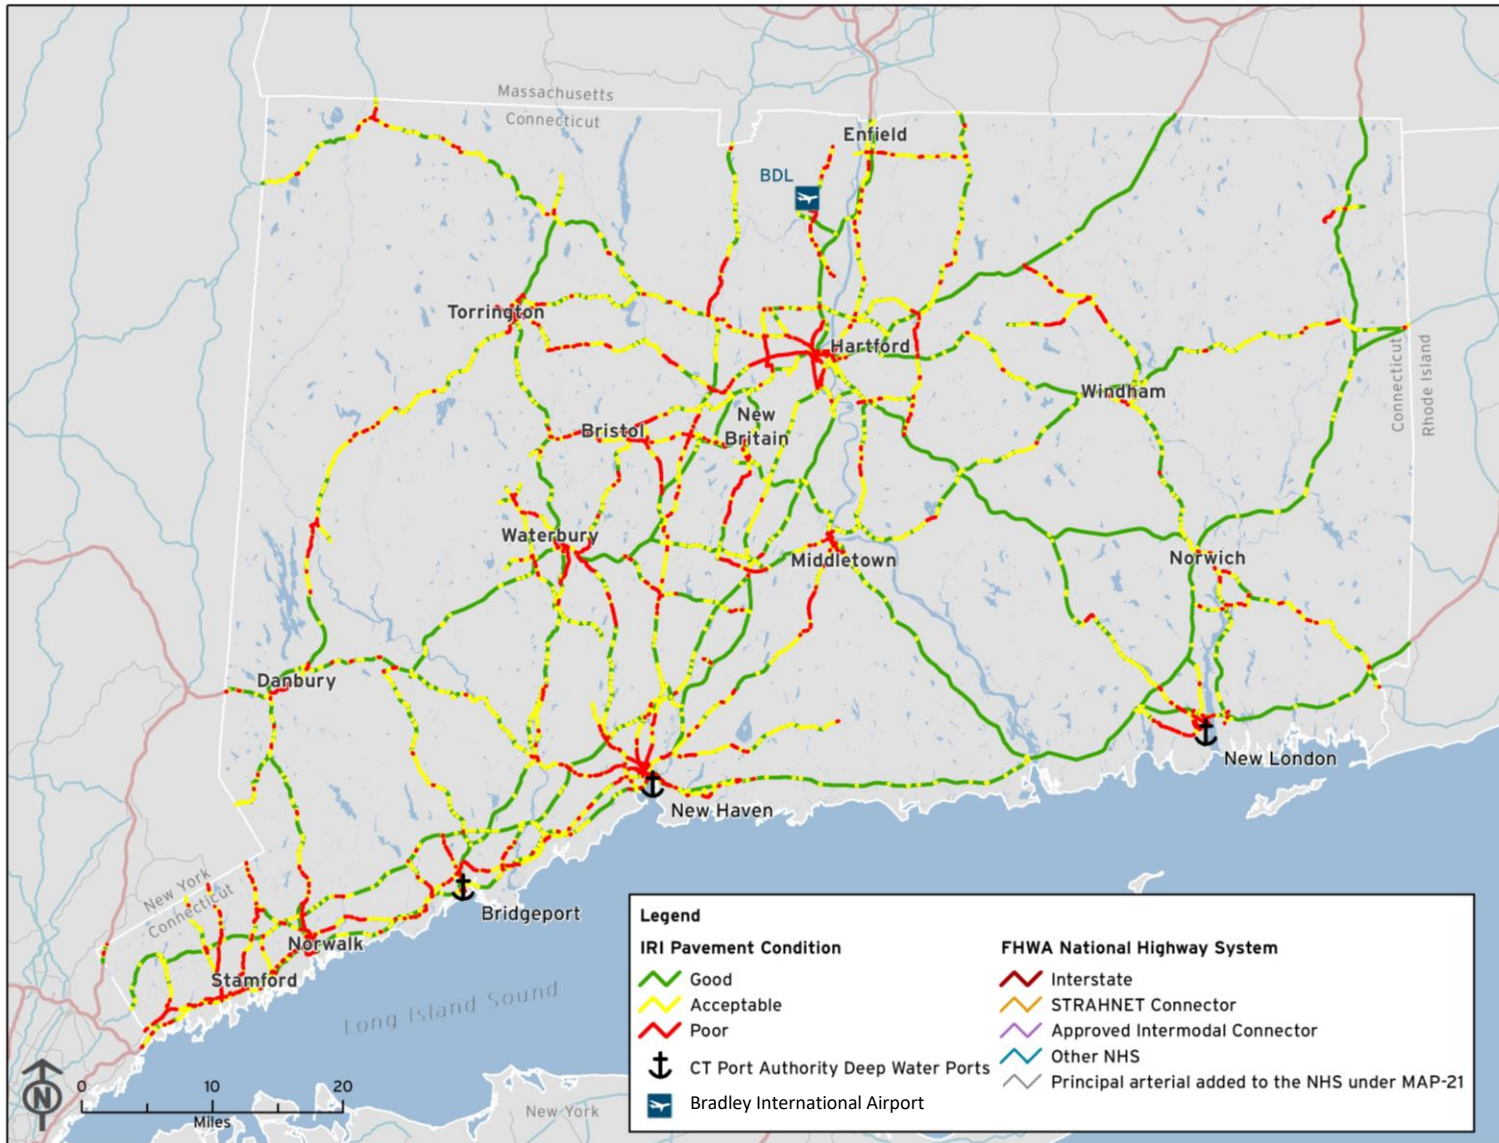 Massachusetts
Connecticut
Enfield
BDL
Torrington
Hartford
Connecticut
Rhode Island
Windham
New
Britain
Bristol
Waterbury
Middletown
Norwich
Danbury
New London
New Haven
New York
Connecticut
Bridgeport
Norwalk
Stamford
Long Island Sound
New York
N
0 10 20
Miles
Legend
IRI Pavement Condition
Good
Acceptable
Poor
CT Port Authority Deep Water Ports
Bradley International Airport
FHWA National Highway System
Interstate
STRAHNET Connector
Approved Intermodal Connector
Other NHS
Principal arterial added to the NHS under MAP-21